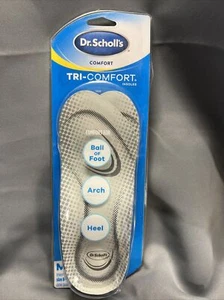 Dr.Scholl's
COMFORT
TRI-COMFORT
INSOLES
Ball
OF
Foot
Arch
Heel
Dr.Scholl's